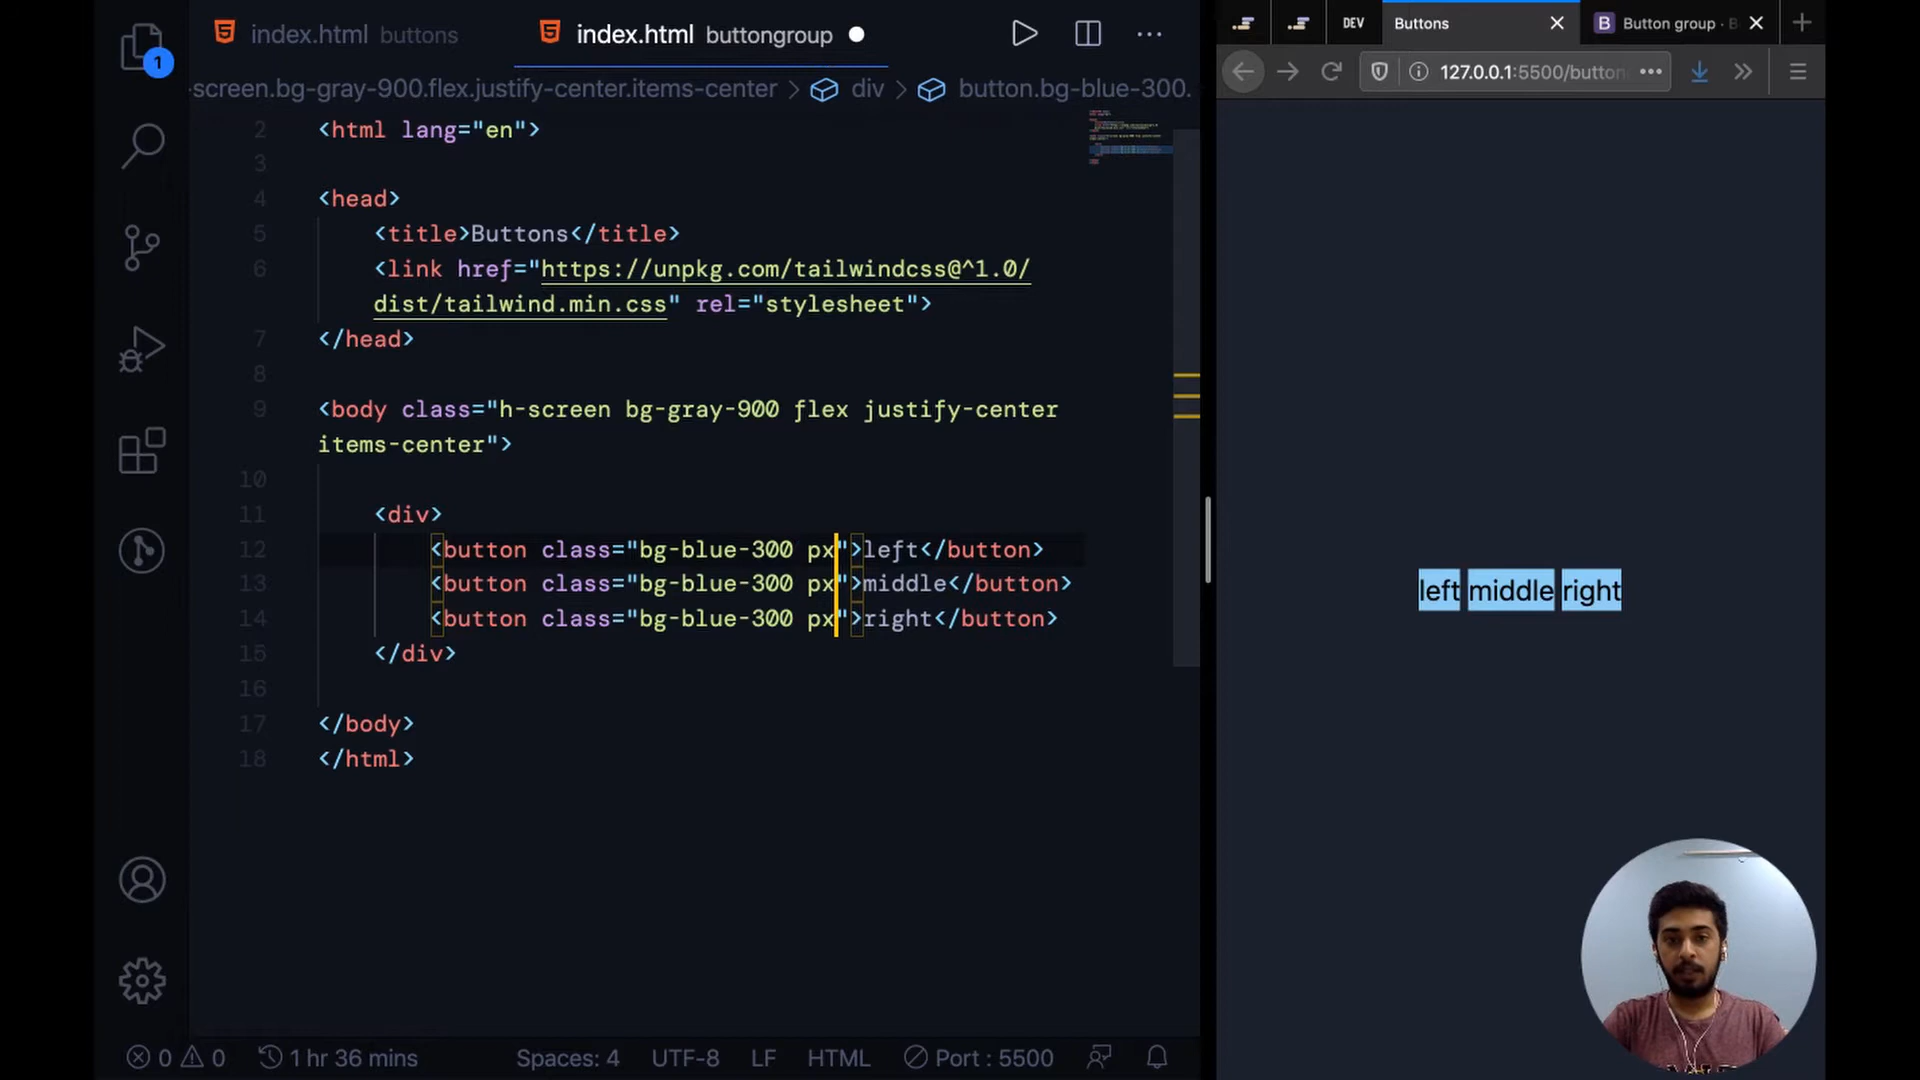 index.html buttons
index.html buttongroup
-screen.bg-gray-900.flex.justify-center.items-center > div > button.bg-blue-300.
1
2 <html lang="en">
3
4 <head>
5 <title>Buttons</title>
6 <link href="https://unpkg.com/tailwindcss@^1.0/
dist/tailwind.min.css" rel="stylesheet">
7 </head>
8
9 <body class="h-screen bg-gray-900 flex justify-center
items-center">
10
11 <div>
12 <button class="bg-blue-300 px">left</button>
13 <button class="bg-blue-300 px">middle</button>
14 <button class="bg-blue-300 px">right</button>
15 </div>
16
17 </body>
18 </html>
0 0 1 hr 36 mins Spaces: 4 UTF-8 LF HTML Port : 5500
DEV Buttons B Button group · B
127.0.0.1:5500/button
left middle right